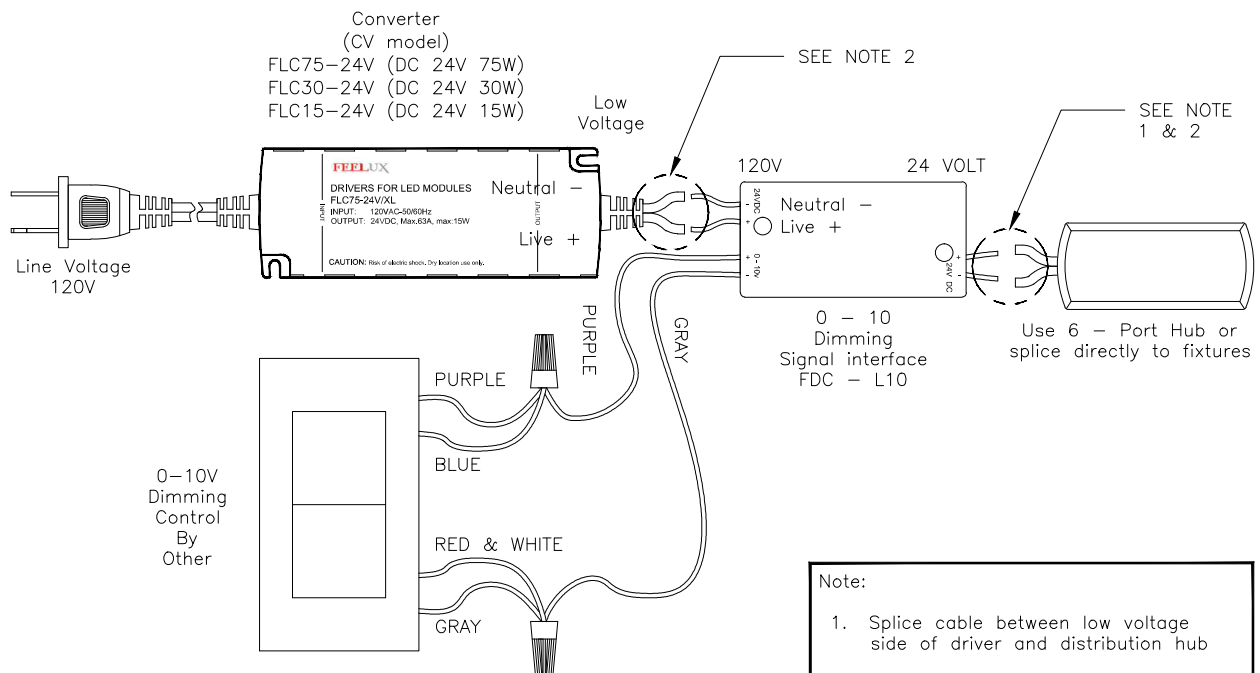 Converter
(CV model)
FLC75-24V (DC 24V 75W)
FLC30-24V (DC 24V 30W)
FLC15-24V (DC 24V 15W)
Low
Voltage
SEE NOTE 2
SEE NOTE
1 & 2
Line Voltage
120V
INPUT
FEELUX
DRIVERS FOR LED MODULES
FLC75-24V/XL
INPUT: 120VAC-50/60Hz
OUTPUT: 24VDC, Max.63A, max:15W
CAUTION: Risk of electric shock. Dry location use only.
OUTPUT
Neutral -
Live +
120V
24 VOLT
24VDC
-
+
Neutral -
Live +
+
0-10v
-
+
24V DC
-
0 - 10
Dimming
Signal interface
FDC - L10
Use 6 - Port Hub or
splice directly to fixtures
PURPLE
GRAY
PURPLE
BLUE
RED & WHITE
GRAY
0-10V
Dimming
Control
By
Other
Note:
1. Splice cable between low voltage
side of driver and distribution hub